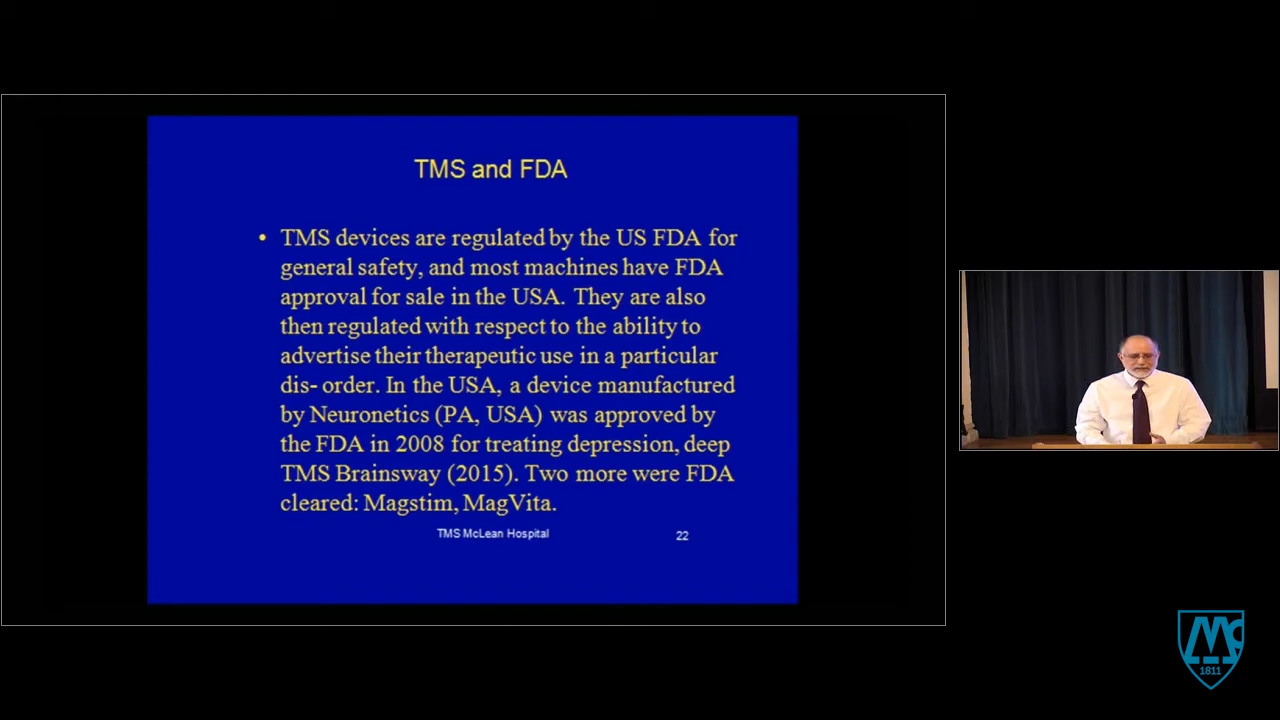 TMS and FDA
• TMS devices are regulated by the US FDA for
general safety, and most machines have FDA
approval for sale in the USA. They are also
then regulated with respect to the ability to
advertise their therapeutic use in a particular
dis- order. In the USA, a device manufactured
by Neuronetics (PA, USA) was approved by
the FDA in 2008 for treating depression, deep
TMS Brainsway (2015). Two more were FDA
cleared: Magstim, MagVita.
TMS McLean Hospital
22
Mc
1811